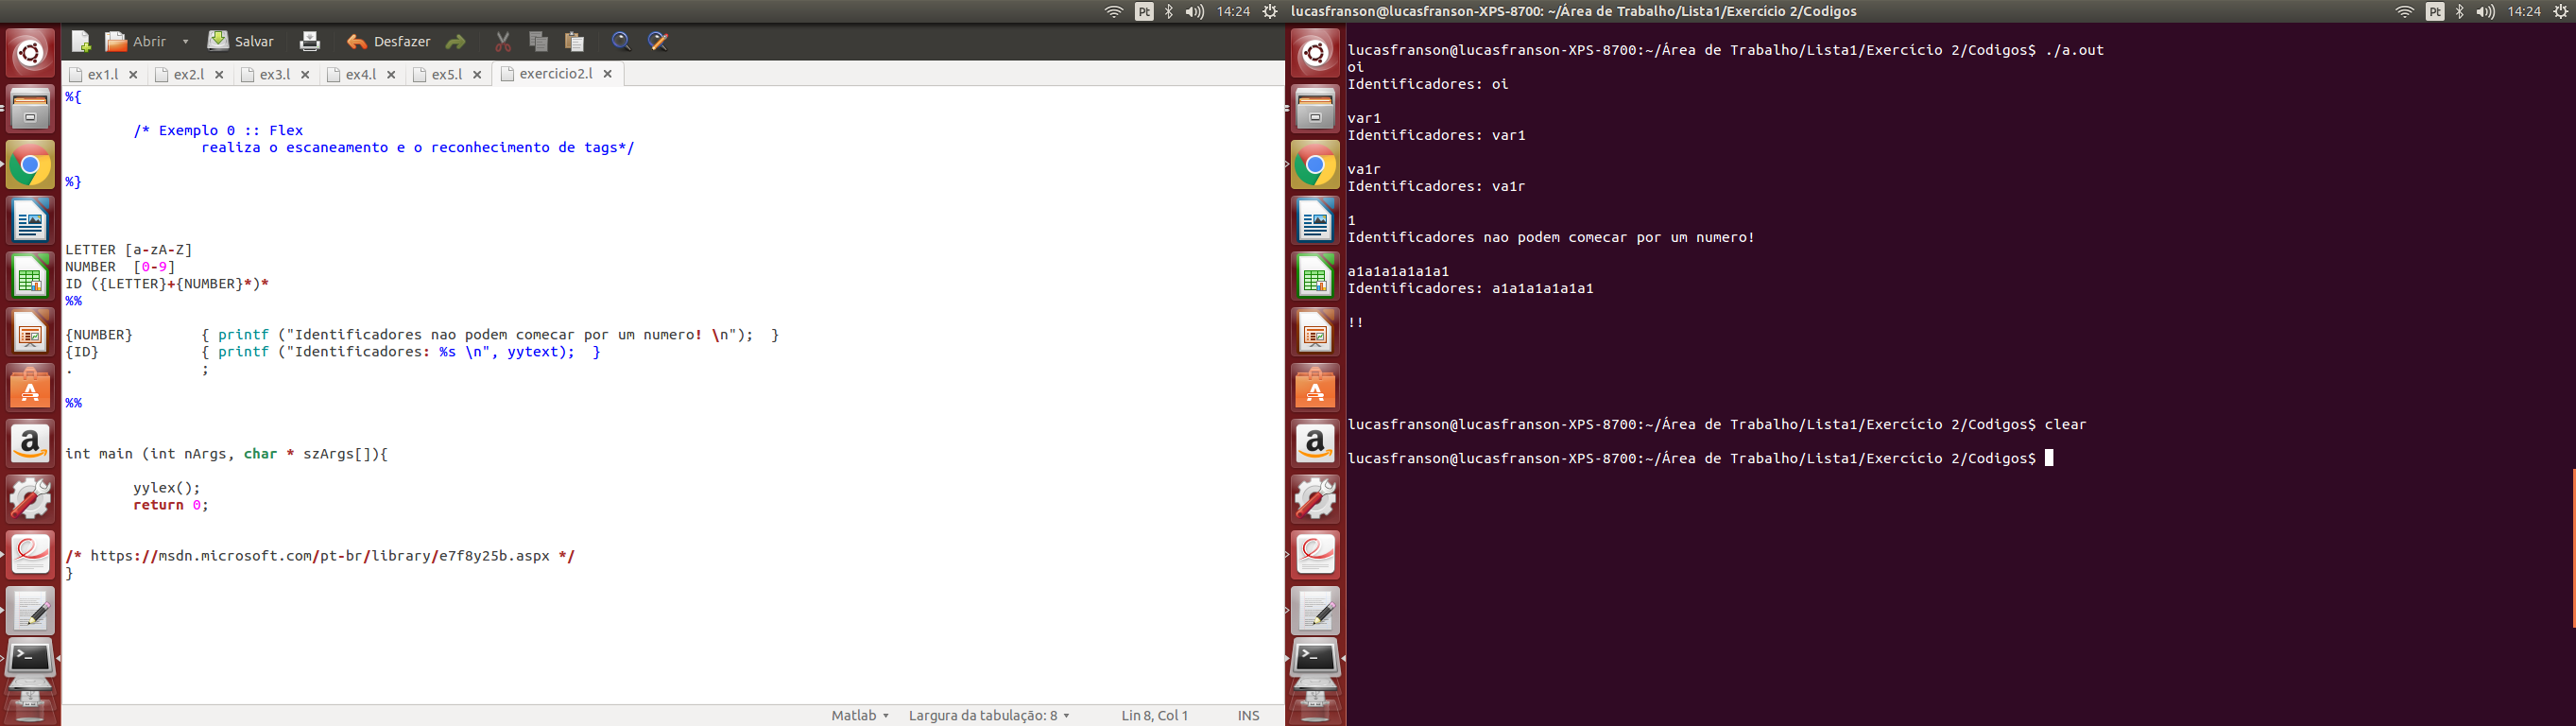 Pt 14:24
Abrir Salvar Desfazer
ex1.l ex2.l ex3.l ex4.l ex5.l exercicio2.l
%{
/* Exemplo 0 :: Flex
realiza o escaneamento e o reconhecimento de tags*/
%}
LETTER [a-zA-Z]
NUMBER [0-9]
ID ({LETTER}+{NUMBER}*)*
%%
{NUMBER} { printf ("Identificadores nao podem comecar por um numero! \n"); }
{ID} { printf ("Identificadores: %s \n", yytext); }
. ;
%%
int main (int nArgs, char * szArgs[]){
yylex();
return 0;
/* https://msdn.microsoft.com/pt-br/library/e7f8y25b.aspx */
}
Matlab Largura da tabulação: 8 Lin 8, Col 1 INS
lucasfranson@lucasfranson-XPS-8700: ~/Área de Trabalho/Lista1/Exercício 2/Codigos Pt 14:24
lucasfranson@lucasfranson-XPS-8700:~/Área de Trabalho/Lista1/Exercício 2/Codigos$ ./a.out
oi
Identificadores: oi
var1
Identificadores: var1
va1r
Identificadores: va1r
1
Identificadores nao podem comecar por um numero!
a1a1a1a1a1a1
Identificadores: a1a1a1a1a1a1
!!
lucasfranson@lucasfranson-XPS-8700:~/Área de Trabalho/Lista1/Exercício 2/Codigos$ clear
lucasfranson@lucasfranson-XPS-8700:~/Área de Trabalho/Lista1/Exercício 2/Codigos$